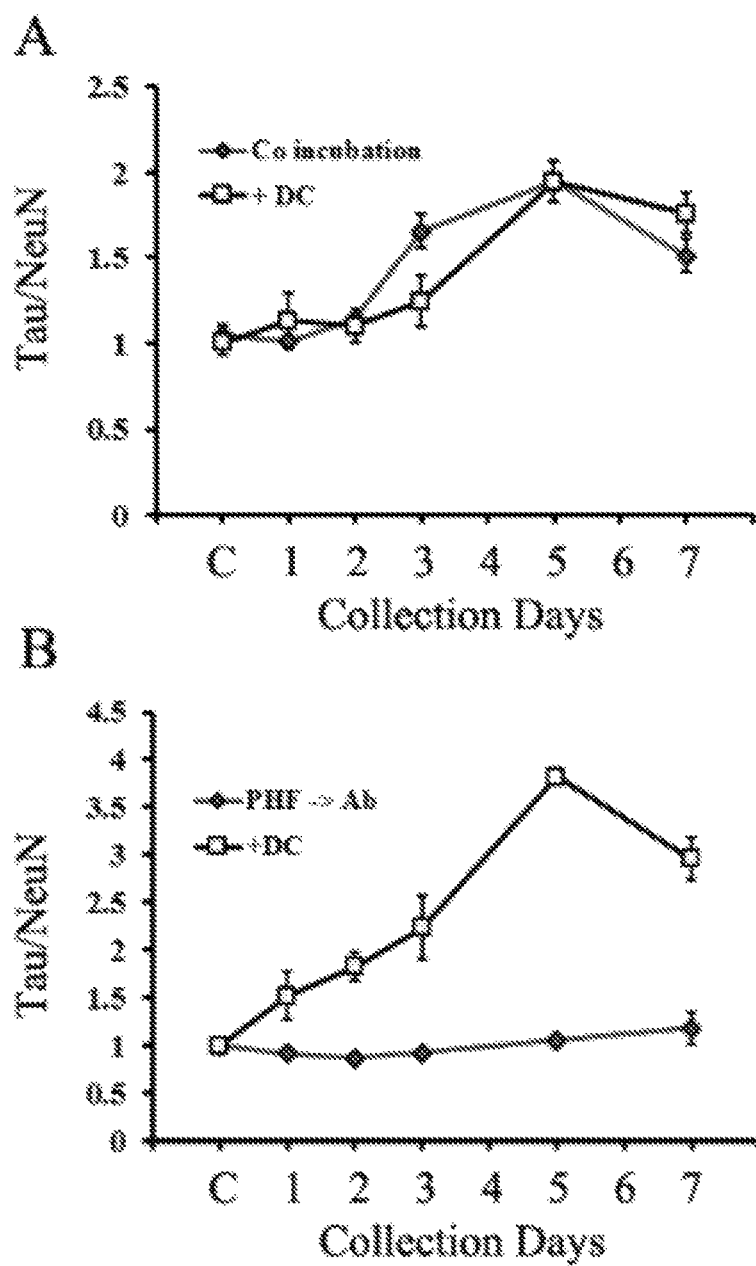 A
2.5
2
1.5
1
0.5
0
Tau/NeuN
Co incubation
+ DC
C 1 2 3 4 5 6 7
Collection Days
B
4.5
4
3.5
3
2.5
2
1.5
1
0.5
0
Tau/NeuN
PHF -> Ab
+DC
C 1 2 3 4 5 6 7
Collection Days